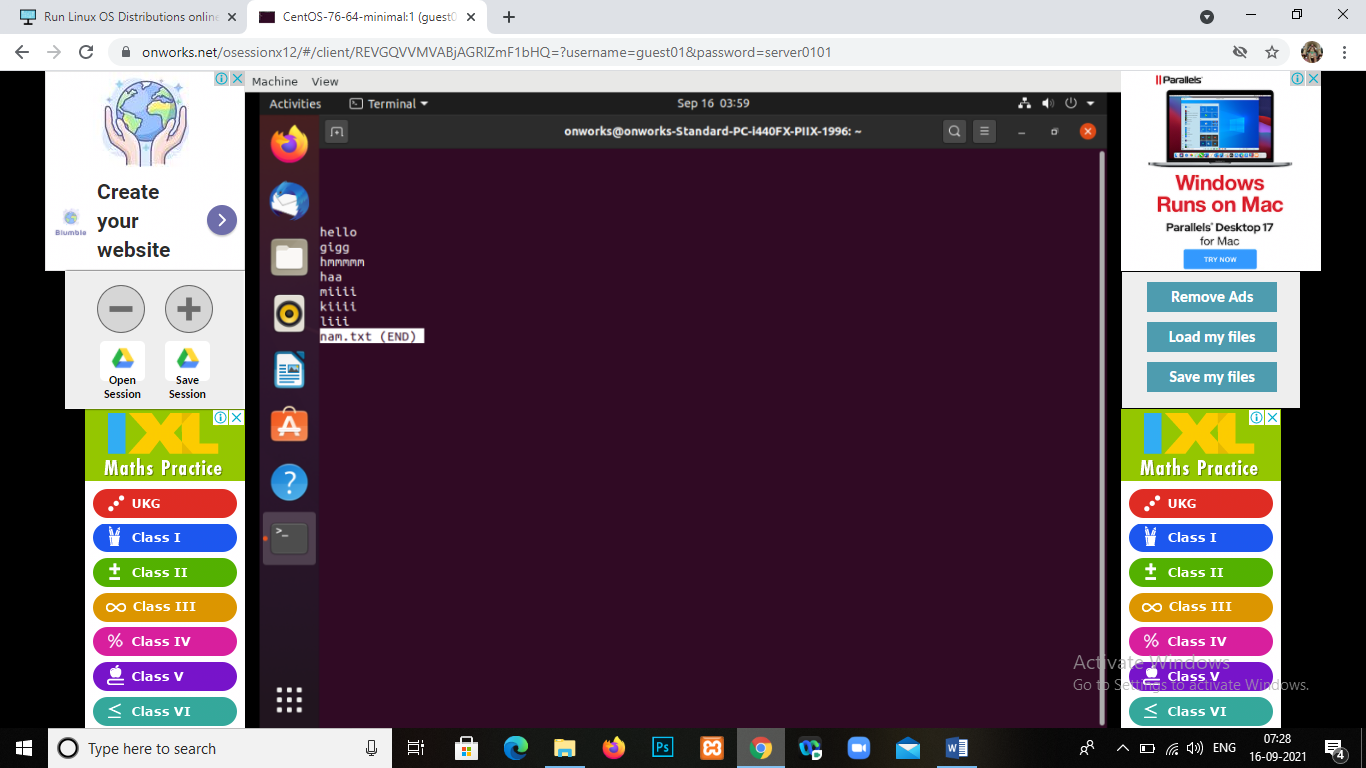 Run Linux OS Distributions online
CentOS-76-64-minimal:1 (guest0
onworks.net/osessionx12/#/client/REVGQVVMVABjAGRlZmF1bHQ=?username=guest01&password=server0101
Machine View
Activities
Terminal
Sep 16 03:59
onworks@onworks-Standard-PC-i440FX-PIIX-1996: ~
hello
gigg
hmmmmm
haa
miiii
kiiii
liii
nam.txt (END)
Create
your
website
Blumble
Open
Session
Save
Session
IXL
Maths Practice
UKG
Class I
Class II
Class III
Class IV
Class V
Class VI
Parallels
Windows
Runs on Mac
Parallels Desktop 17
for Mac
TRY NOW
Remove Ads
Load my files
Save my files
IXL
Maths Practice
UKG
Class I
Class II
Class III
Class IV
Class V
Class VI
Activate Windows
Go to Settings to activate Windows.
Type here to search
Ps
ENG
07:28
16-09-2021
4